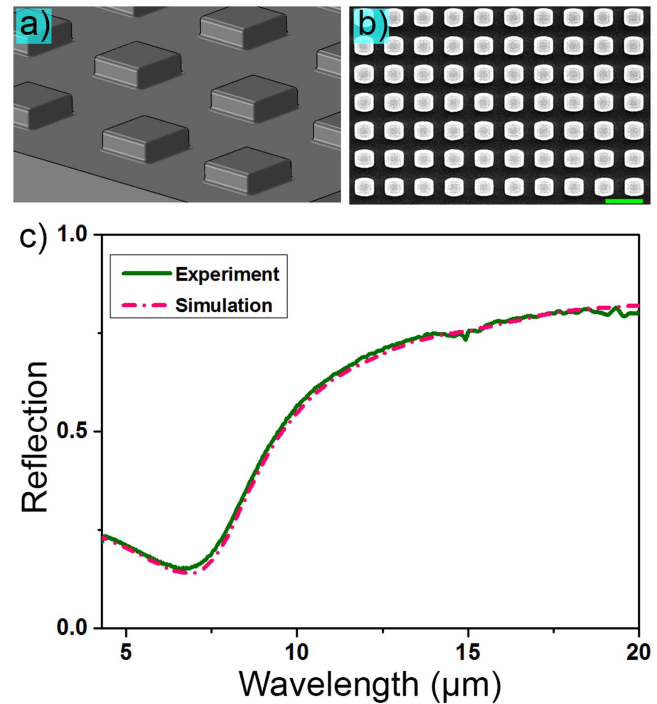 a)
b)
c)
1.0
Experiment
Simulation
0.5
0.0
Reflection
5 10 15 20
Wavelength (μm)